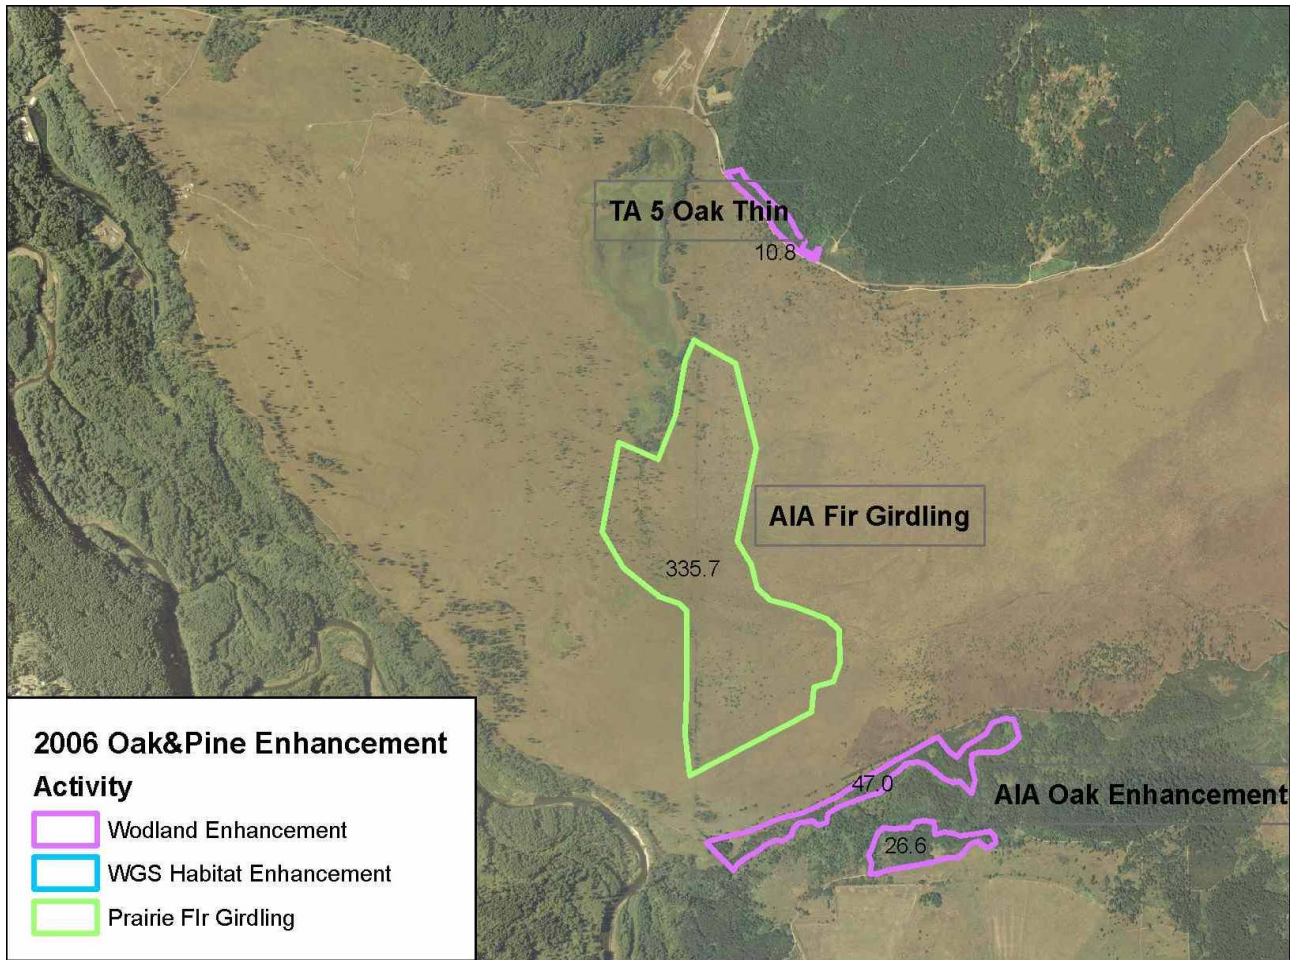 TA 5 Oak Thin
10.8
AIA Fir Girdling
335.7
47.0
AIA Oak Enhancement
26.6
2006 Oak&Pine Enhancement
Activity
Wodland Enhancement
WGS Habitat Enhancement
Prairie FIr Girdling